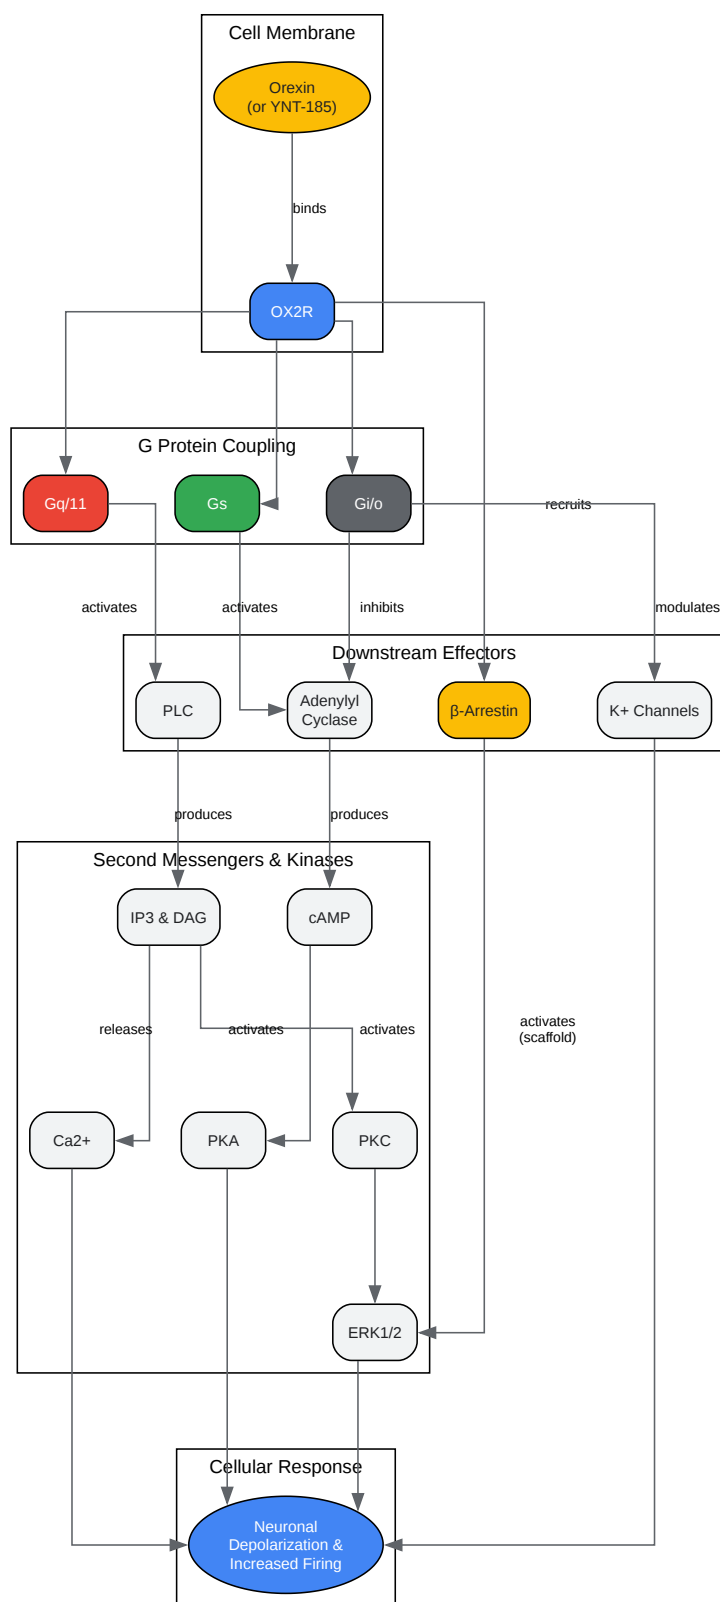 Cell Membrane
Orexin
(or YNT-185)
binds
OX2R
G Protein Coupling
Gq/11
Gs
Gi/o
recruits
activates
activates
inhibits
modulates
Downstream Effectors
PLC
Adenylyl
Cyclase
β-Arrestin
K+ Channels
produces
produces
Second Messengers & Kinases
IP3 & DAG
cAMP
releases
activates
activates
activates
(scaffold)
Ca2+
PKA
PKC
ERK1/2
Cellular Response
Neuronal
Depolarization &
Increased Firing